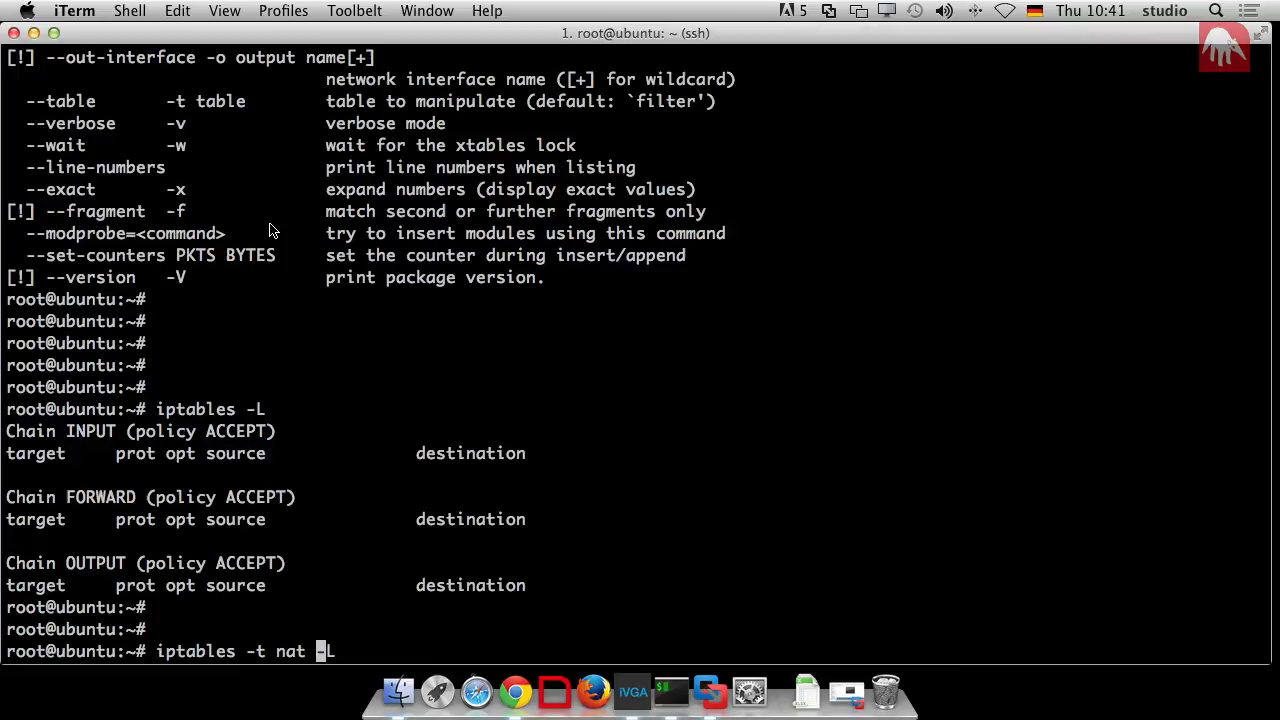 iTerm Shell Edit View Profiles Toolbelt Window Help 5 Thu 10:41 studio
1. root@ubuntu: ~ (ssh)
[!] --out-interface -o output name[+]
network interface name ([+] for wildcard)
--table -t table table to manipulate (default: `filter')
--verbose -v verbose mode
--wait -w wait for the xtables lock
--line-numbers print line numbers when listing
--exact -x expand numbers (display exact values)
[!] --fragment -f match second or further fragments only
--modprobe=<command> try to insert modules using this command
--set-counters PKTS BYTES set the counter during insert/append
[!] --version -V print package version.
root@ubuntu:~#
root@ubuntu:~#
root@ubuntu:~#
root@ubuntu:~#
root@ubuntu:~#
root@ubuntu:~# iptables -L
Chain INPUT (policy ACCEPT)
target prot opt source destination
Chain FORWARD (policy ACCEPT)
target prot opt source destination
Chain OUTPUT (policy ACCEPT)
target prot opt source destination
root@ubuntu:~#
root@ubuntu:~#
root@ubuntu:~# iptables -t nat -L
iVGA